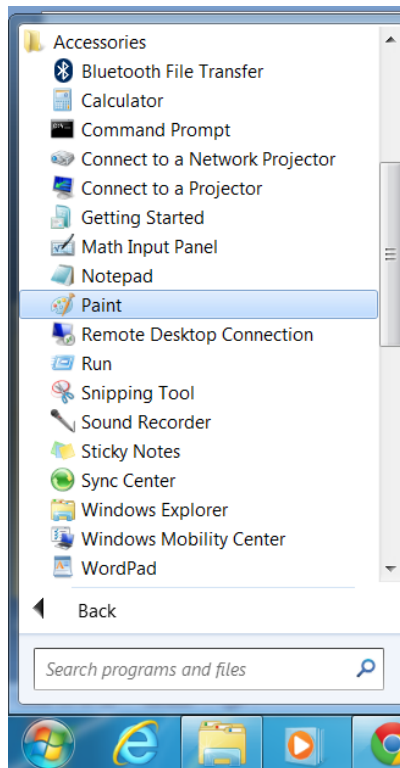 Accessories
Bluetooth File Transfer
Calculator
Command Prompt
Connect to a Network Projector
Connect to a Projector
Getting Started
Math Input Panel
Notepad
Paint
Remote Desktop Connection
Run
Snipping Tool
Sound Recorder
Sticky Notes
Sync Center
Windows Explorer
Windows Mobility Center
WordPad
Back
Search programs and files